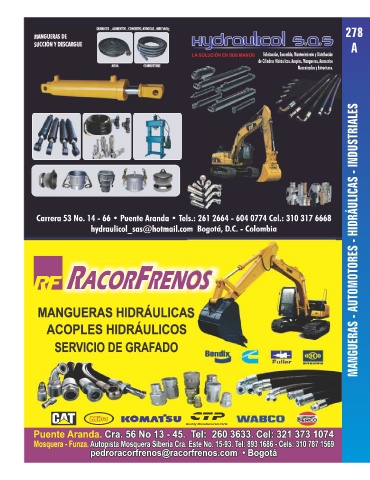 MANGUERAS DE
SUCCIÓN Y DESCARGUE
AGUA
COMBUSTIBLE
Hydraulicol S.A.S
LA SOLUCIÓN EN SUS MANOS
Fabricación, Ensamble, Mantenimiento y Distribución
de Cilindros Hidráulicos, Acoples, Mangueras, Accesorios
278
A
MANGUERAS - AUTOMOTORES - HIDRÁULICAS - INDUSTRIALES
Carrera 53 No. 14 - 66 • Puente Aranda • Tels.: 261 2664 - 604 0774 Cel.: 310 317 6668
hydraulicol_sas@hotmail.com Bogotá, D.C. - Colombia
RF RACORFRENOS
MANGUERAS HIDRÁULICAS
ACOPLES HIDRÁULICOS
SERVICIO DE GRAFADO
Bendix
Fuller
CAT
KOMATSU
CTP
WABCO
Puente Aranda. Cra. 56 No 13 - 45. Tel: 260 3633. Cel: 321 373 1074
Mosquera - Funza. Autopista Mosquera Siberia Cra. Este No. 15-93. Tel: 893 1686 - Cels: 310 787 1569
pedroracorfrenos@racorfrenos.com • Bogotá